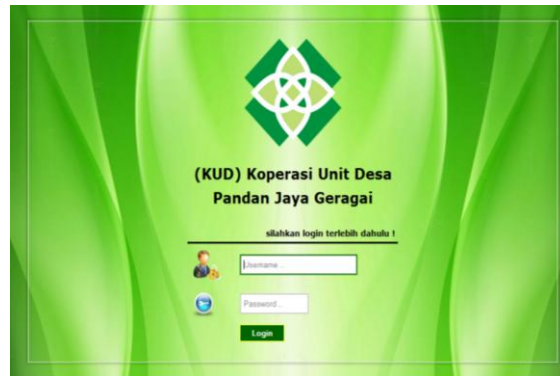 (KUD) Koperasi Unit Desa
Pandan Jaya Geragai
silahkan login terlebih dahulu !
Username ...
Password ...
Login